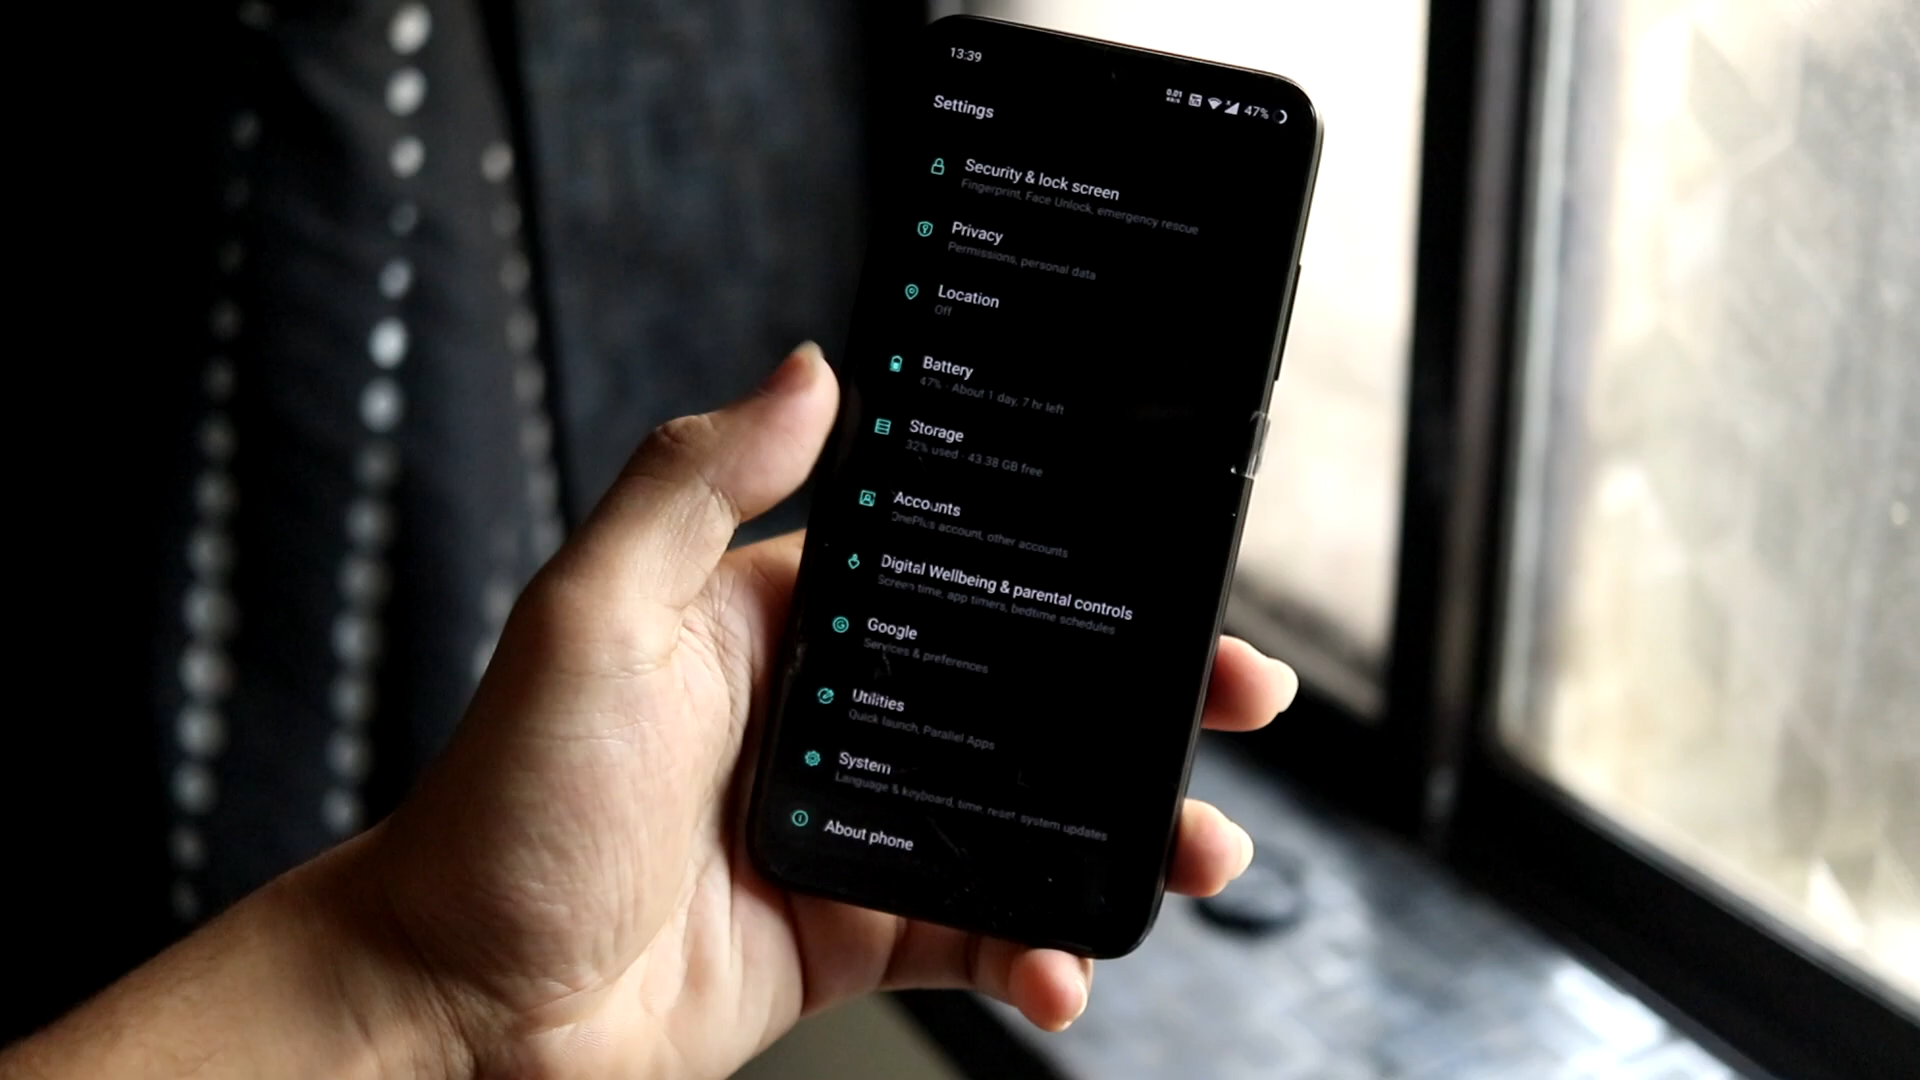 13:39
0.01 47%
Settings
Security & lock screen
Fingerprint, Face Unlock, emergency rescue
Privacy
Permissions, personal data
Location
Off
Battery
47% · About 1 day, 7 hr left
Storage
32% used · 43.38 GB free
Accounts
OnePlus account, other accounts
Digital Wellbeing & parental controls
Screen time, app timers, bedtime schedules
Google
Services & preferences
Utilities
Quick launch, Parallel Apps
System
Language & keyboard, time, reset, system updates
About phone